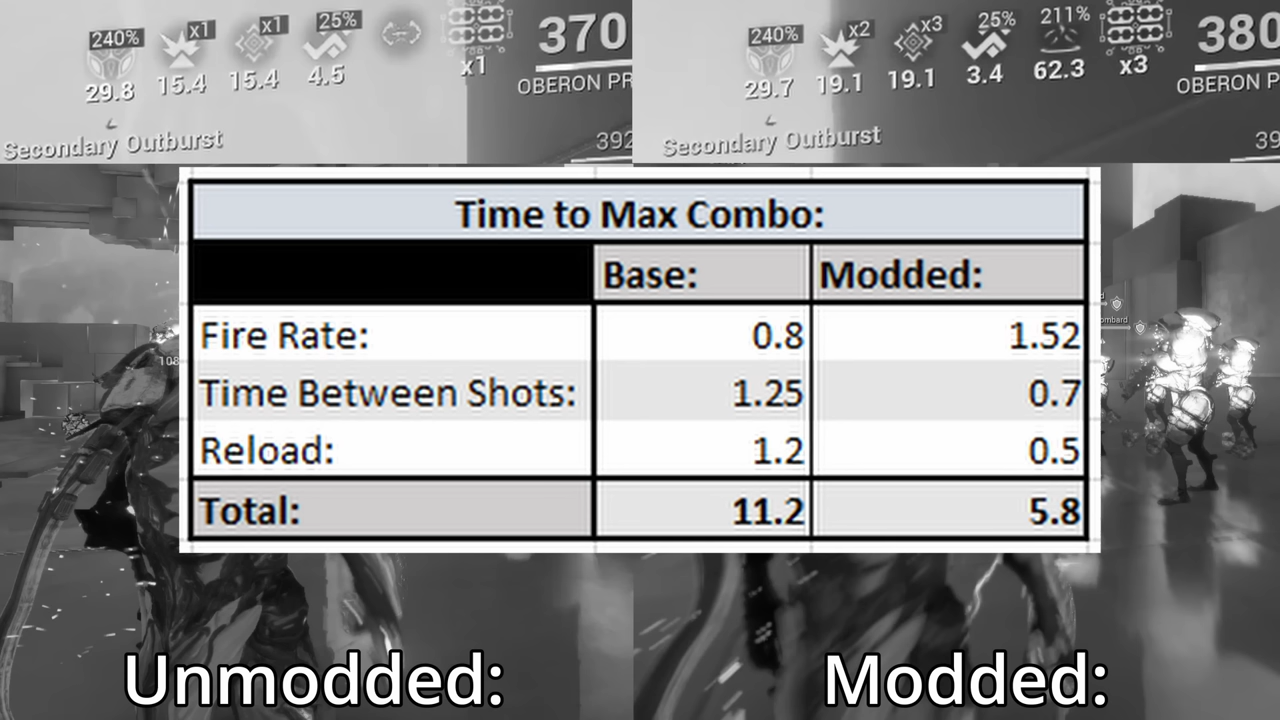 240% x1 x1 25%
29.8 15.4 15.4 4.5 x1
370
OBERON PR
Secondary Outburst
392
240% x2 x3 25% 211%
29.7 19.1 19.1 3.4 62.3 x3
380
OBERON PR
Secondary Outburst
39
Time to Max Combo:
Base: Modded:
Fire Rate: 0.8 1.52
Time Between Shots: 1.25 0.7
Reload: 1.2 0.5
Total: 11.2 5.8
108
Unmodded:
Modded: